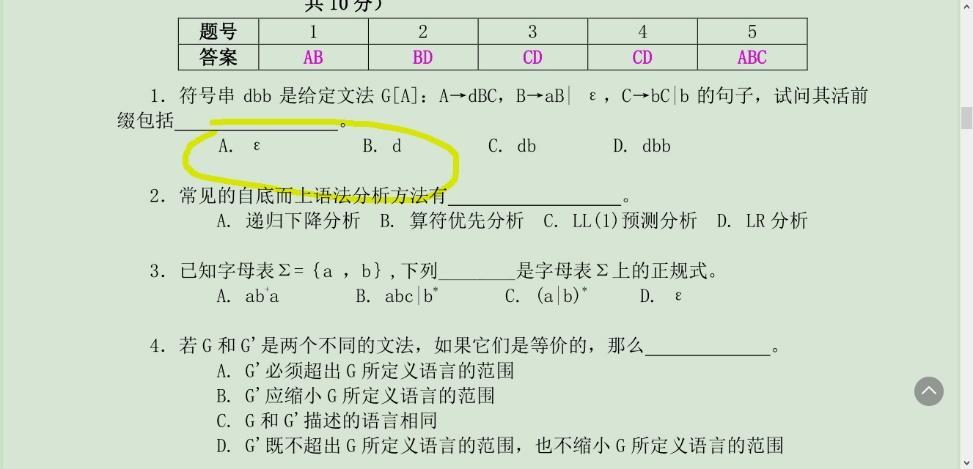 共 10 分）
题号 1 2 3 4 5
答案 AB BD CD CD ABC
1. 符号串 dbb 是给定文法 G[A]：A→dBC，B→aB| ε，C→bC|b 的句子，试问其活前
缀包括________________。
A. ε B. d C. db D. dbb
2. 常见的自底而上语法分析方法有________________。
A. 递归下降分析 B. 算符优先分析 C. LL(1)预测分析 D. LR 分析
3. 已知字母表Σ={a ，b}，下列________是字母表Σ上的正规式。
A. ab⁺a B. abc|b* C. (a|b)* D. ε
4. 若 G 和 G'是两个不同的文法，如果它们是等价的，那么____________。
A. G'必须超出 G 所定义语言的范围
B. G'应缩小 G 所定义语言的范围
C. G 和 G'描述的语言相同
D. G'既不超出 G 所定义语言的范围，也不缩小 G 所定义语言的范围